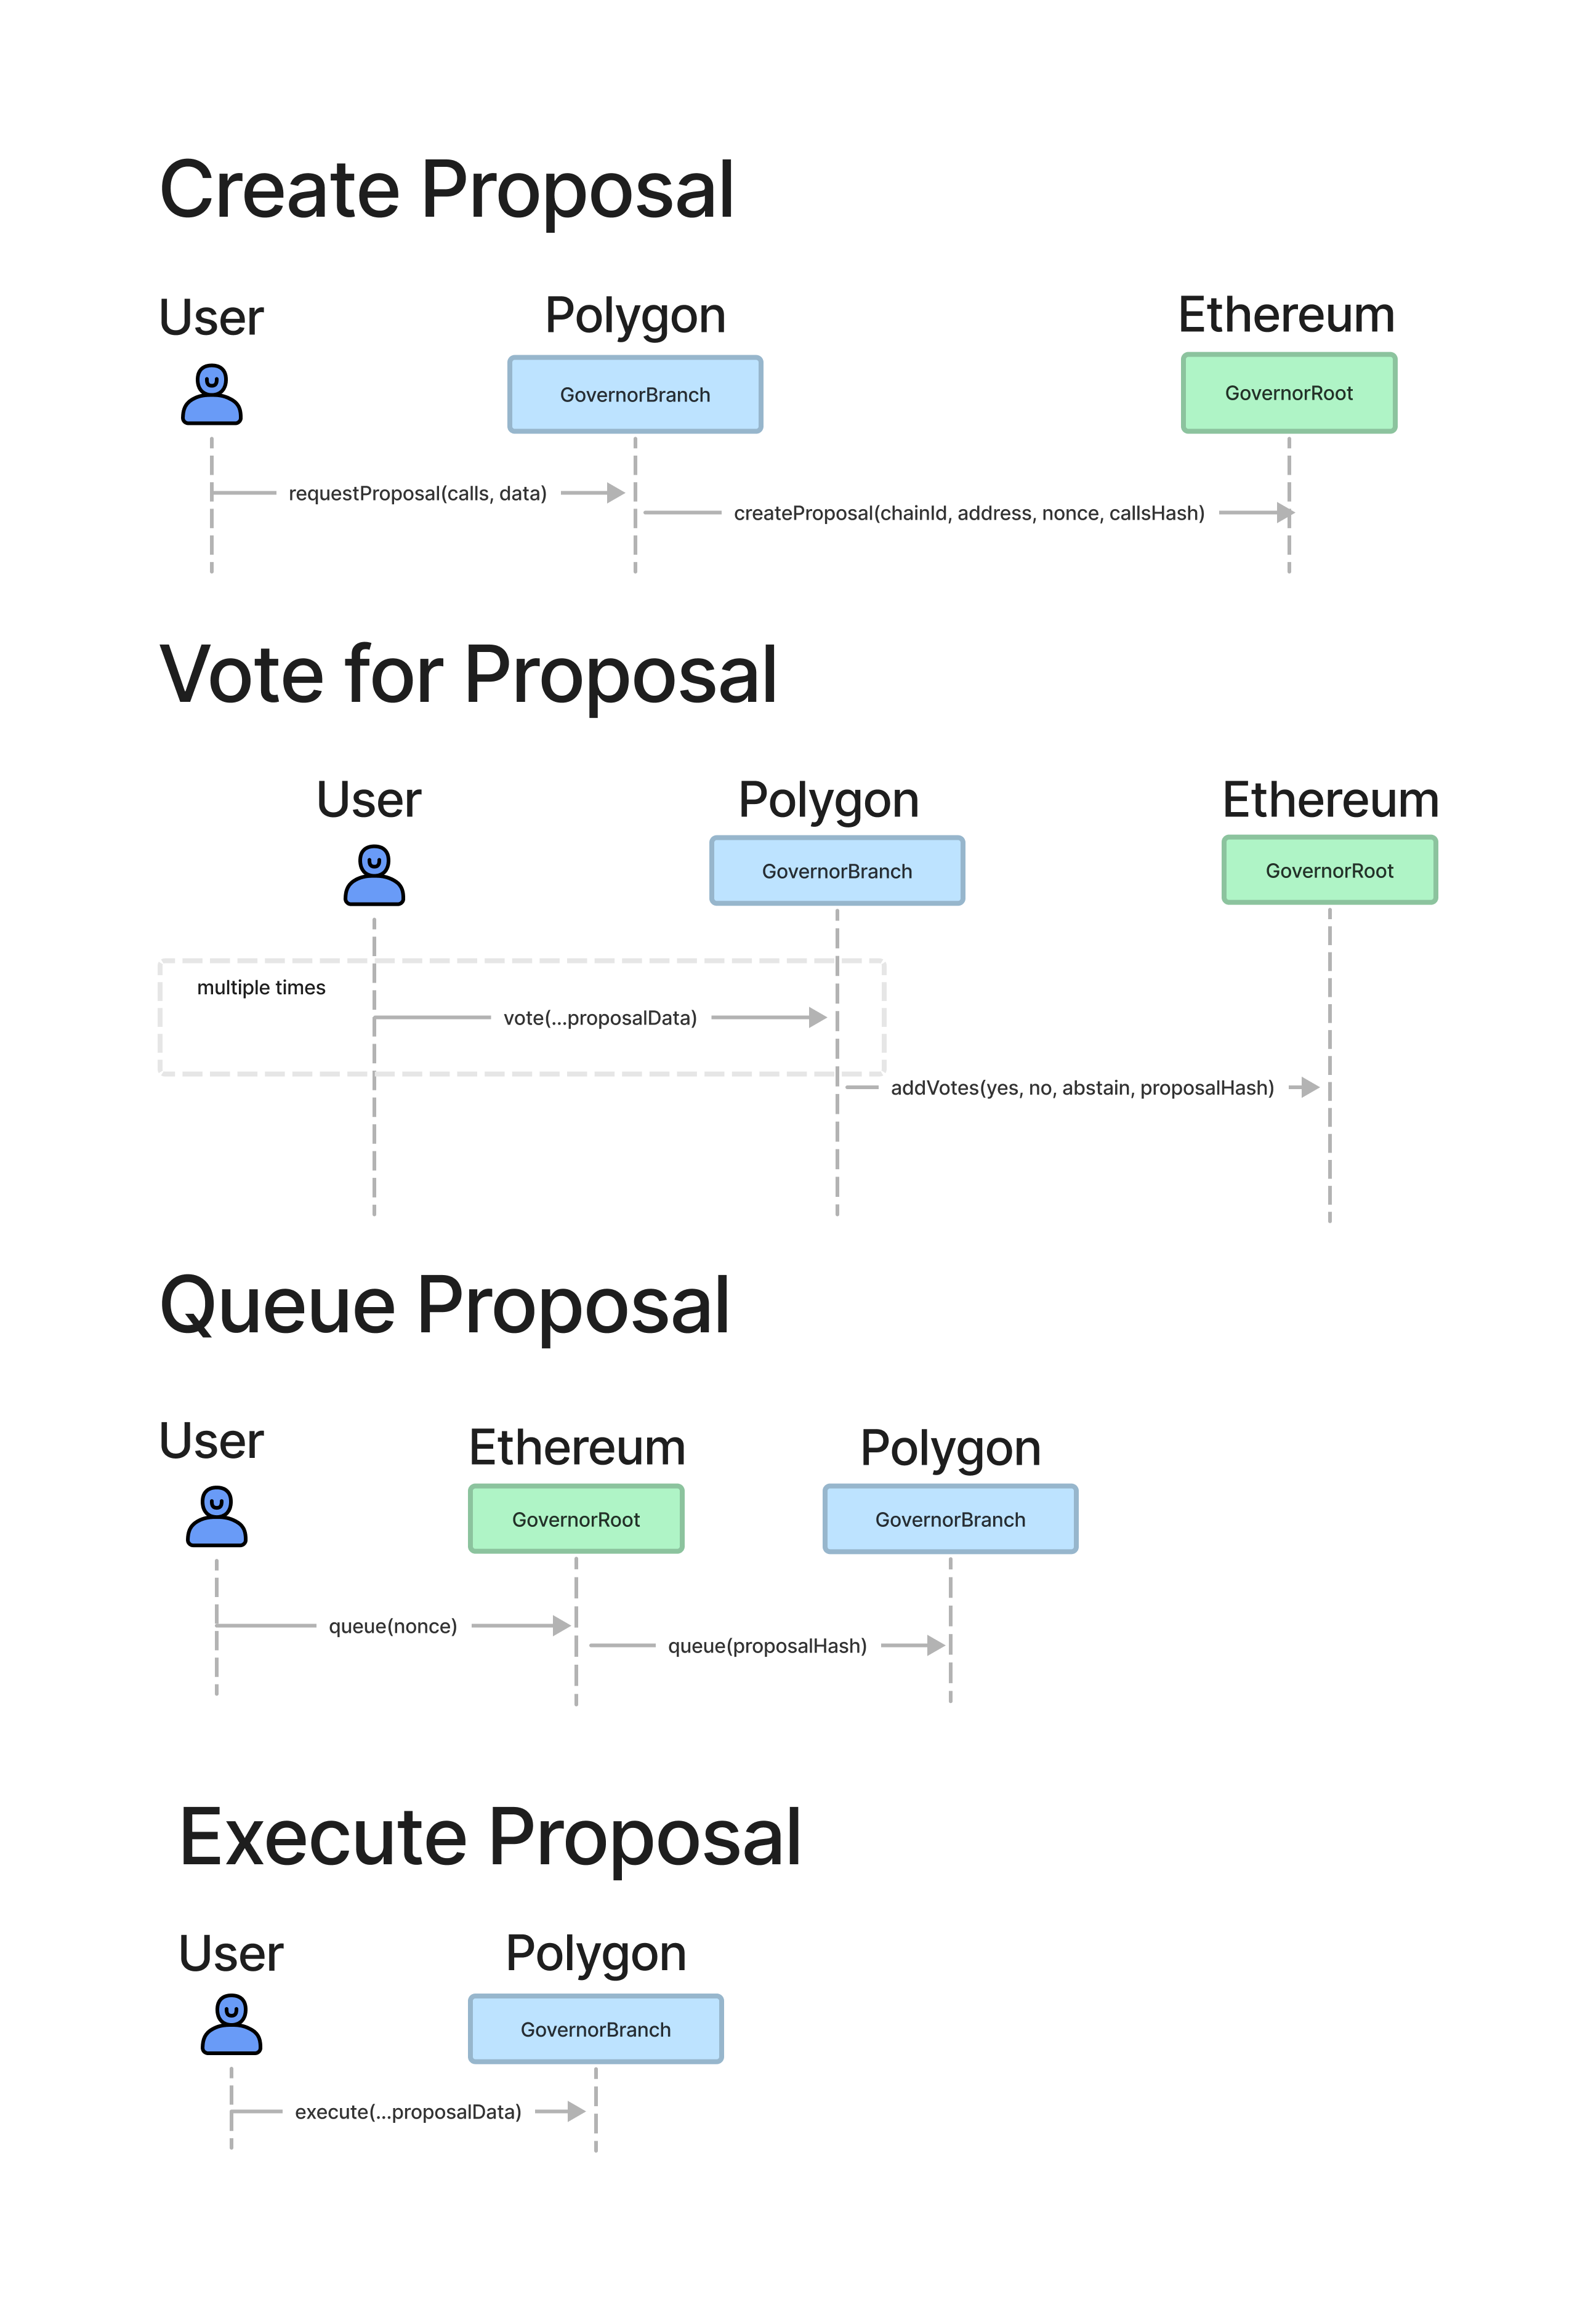 Create Proposal
User
Polygon
Ethereum
GovernorBranch
GovernorRoot
requestProposal(calls, data)
createProposal(chainId, address, nonce, callsHash)
Vote for Proposal
User
Polygon
Ethereum
GovernorBranch
GovernorRoot
multiple times
vote(...proposalData)
addVotes(yes, no, abstain, proposalHash)
Queue Proposal
User
Ethereum
Polygon
GovernorRoot
GovernorBranch
queue(nonce)
queue(proposalHash)
Execute Proposal
User
Polygon
GovernorBranch
execute(...proposalData)